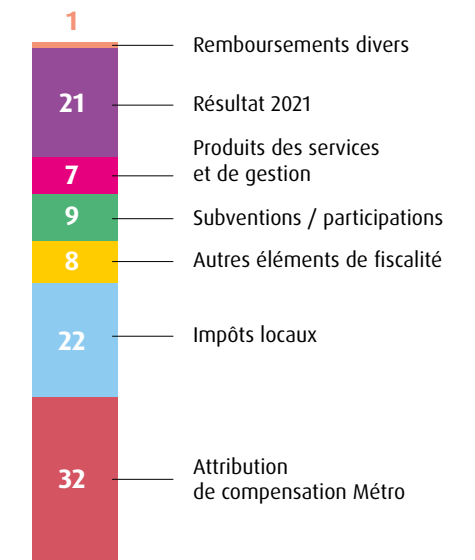 1
Remboursements divers
21
Résultat 2021
Produits des services
et de gestion
7
9
Subventions / participations
8
Autres éléments de fiscalité
22
Impôts locaux
32
Attribution
de compensation Métro